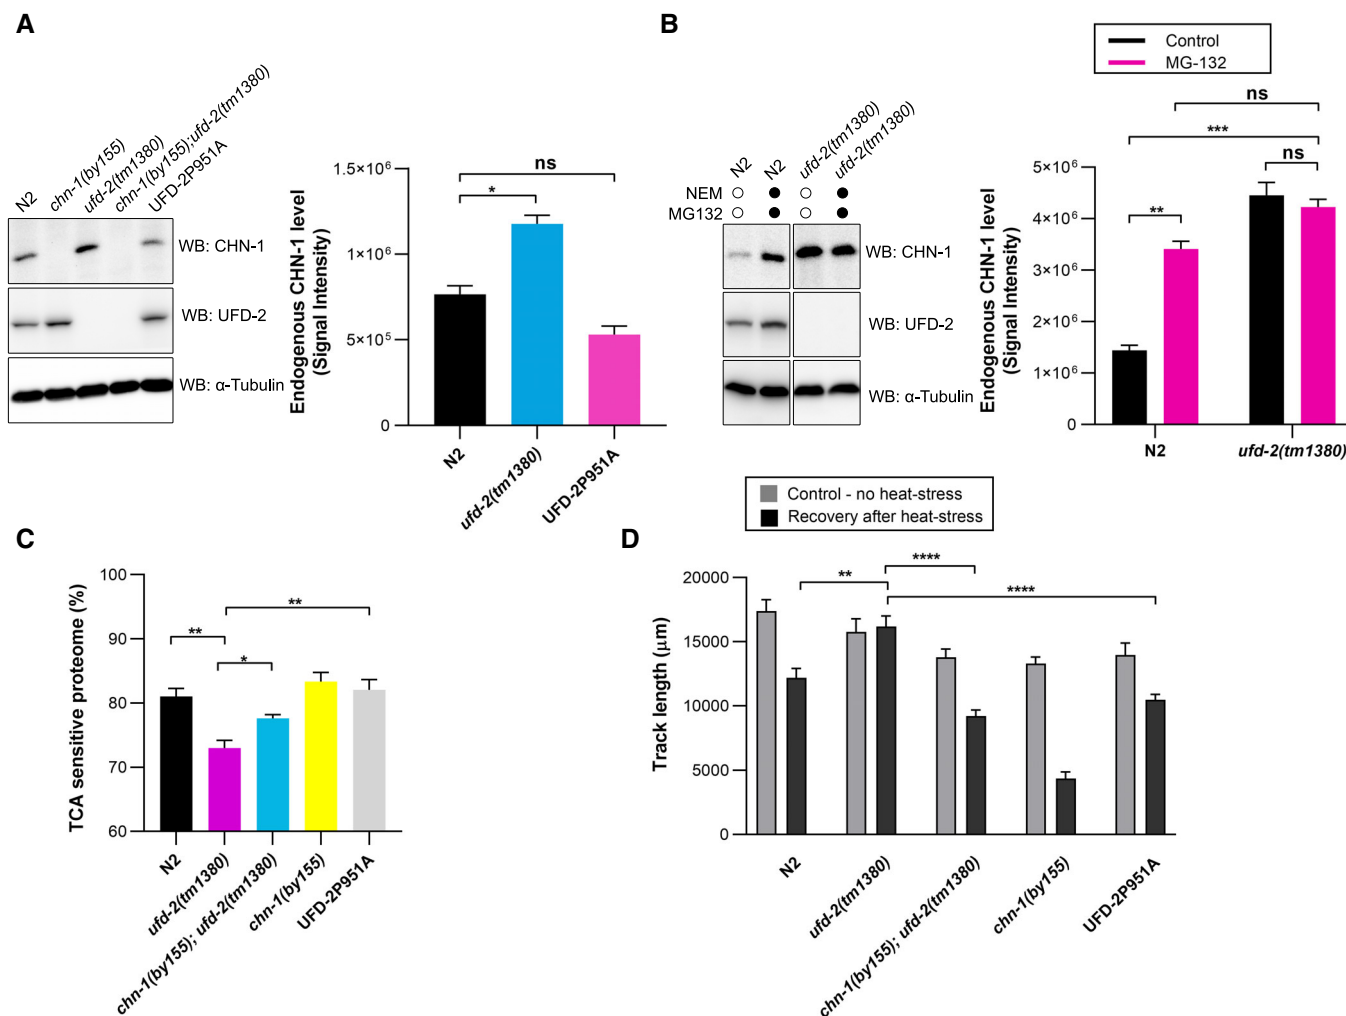 A
N2
chn-1(by155)
ufd-2(tm1380)
chn-1(by155);ufd-2(tm1380)
UFD-2P951A
WB: CHN-1
WB: UFD-2
WB: α-Tubulin
Endogenous CHN-1 level
(Signal Intensity)
1.5×10⁶
1×10⁶
5×10⁵
0
ns
*
N2
ufd-2(tm1380)
UFD-2P951A
B
Control
MG-132
N2
N2
ufd-2(tm1380)
ufd-2(tm1380)
NEM
MG132
WB: CHN-1
WB: UFD-2
WB: α-Tubulin
Endogenous CHN-1 level
(Signal Intensity)
5×10⁶
4×10⁶
3×10⁶
2×10⁶
1×10⁶
0
ns
***
ns
**
N2
ufd-2(tm1380)
C
TCA sensitive proteome (%)
100
90
80
70
60
**
**
*
N2
ufd-2(tm1380)
chn-1(by155); ufd-2(tm1380)
chn-1(by155)
UFD-2P951A
Control - no heat-stress
Recovery after heat-stress
D
Track length (μm)
20000
15000
10000
5000
0
****
**
****
N2
ufd-2(tm1380)
chn-1(by155); ufd-2(tm1380)
chn-1(by155)
UFD-2P951A